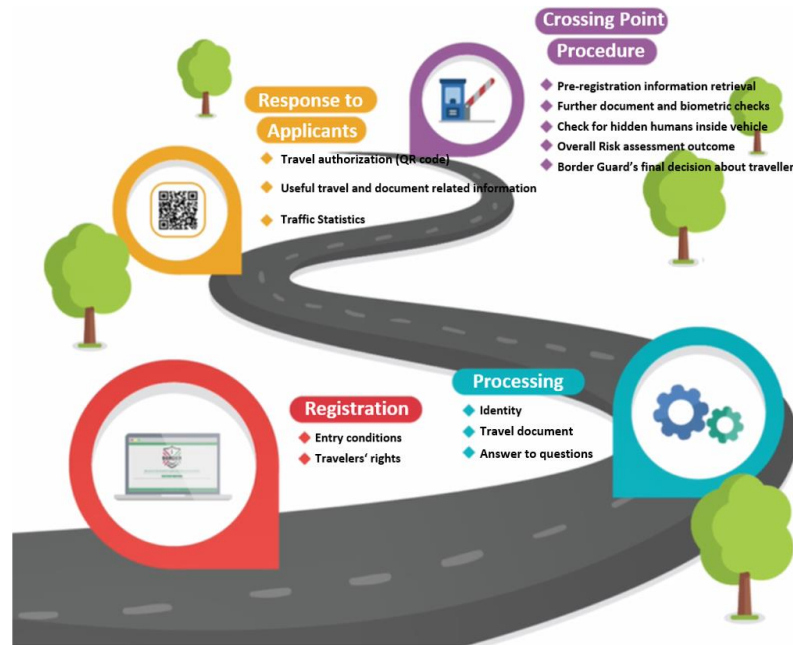 Crossing Point
Procedure
Pre-registration information retrieval
Further document and biometric checks
Check for hidden humans inside vehicle
Overall Risk assessment outcome
Border Guard's final decision about traveller
Response to
Applicants
Travel authorization (QR code)
Useful travel and document related information
Traffic Statistics
Processing
Identity
Travel document
Answer to questions
Registration
Entry conditions
Travelers' rights